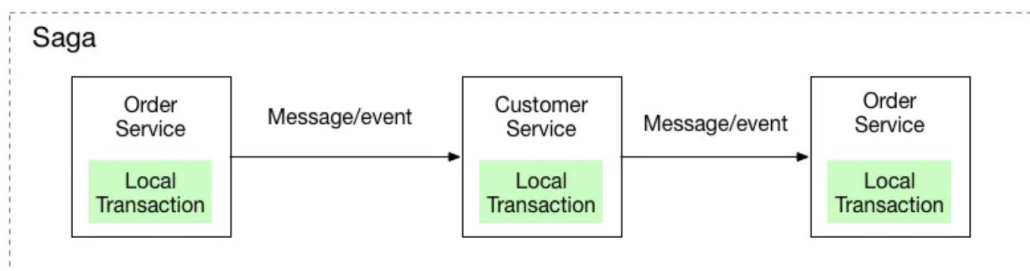 Saga
Order
Service
Local
Transaction
Message/event
Customer
Service
Local
Transaction
Message/event
Order
Service
Local
Transaction